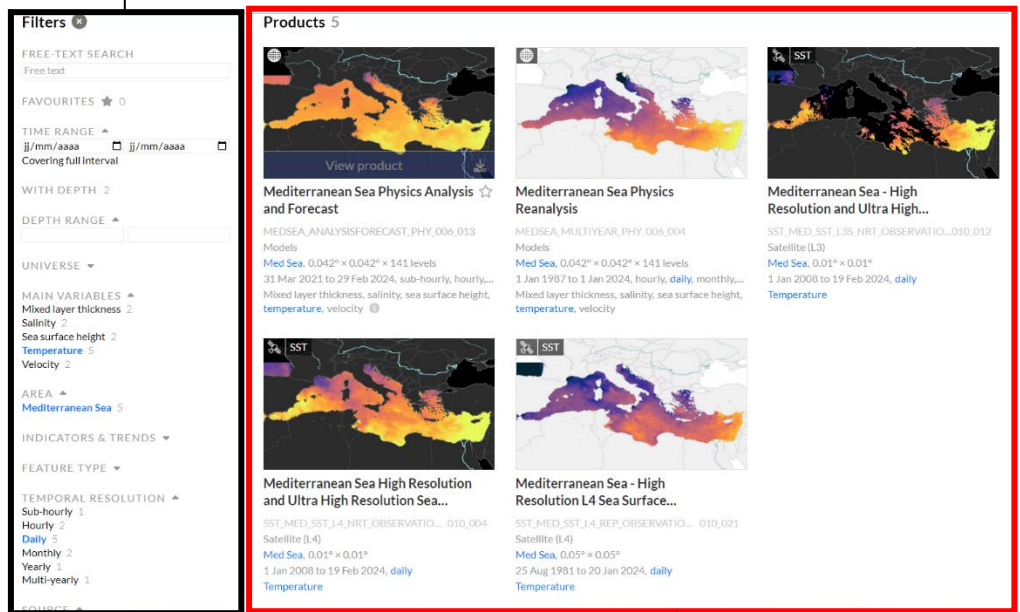 Filters
FREE-TEXT SEARCH
Free text
FAVOURITES ★ 0
TIME RANGE
jj/mm/aaaa jj/mm/aaaa
Covering full interval
WITH DEPTH 2
DEPTH RANGE
UNIVERSE
MAIN VARIABLES
Mixed layer thickness 2
Salinity 2
Sea surface height 2
Temperature 5
Velocity 2
AREA
Mediterranean Sea 5
INDICATORS & TRENDS
FEATURE TYPE
TEMPORAL RESOLUTION
Sub-hourly 1
Hourly 2
Daily 5
Monthly 2
Yearly 1
Multi-yearly 1
SOURCE
Products 5
View product
Mediterranean Sea Physics Analysis
and Forecast
MEDSEA_ANALYSISFORECAST_PHY_006_013
Models
Med Sea, 0.042° × 0.042° × 141 levels
31 Mar 2021 to 29 Feb 2024, sub-hourly, hourly,...
Mixed layer thickness, salinity, sea surface height,
temperature, velocity
Mediterranean Sea Physics
Reanalysis
MEDSEA_MULTIYEAR_PHY_006_004
Models
Med Sea, 0.042° × 0.042° × 141 levels
1 Jan 1987 to 1 Jan 2024, hourly, daily, monthly,...
Mixed layer thickness, salinity, sea surface height,
temperature, velocity
SST
Mediterranean Sea - High
Resolution and Ultra High...
SST_MED_SST_L3S_NRT_OBSERVATIO...010_012
Satellite (L3)
Med Sea, 0.01° × 0.01°
1 Jan 2008 to 19 Feb 2024, daily
Temperature
SST
Mediterranean Sea High Resolution
and Ultra High Resolution Sea...
SST_MED_SST_L4_NRT_OBSERVATIO... 010_004
Satellite (L4)
Med Sea, 0.01° × 0.01°
1 Jan 2008 to 19 Feb 2024, daily
Temperature
SST
Mediterranean Sea - High
Resolution L4 Sea Surface...
SST_MED_SST_L4_REP_OBSERVATIO... 010_021
Satellite (L4)
Med Sea, 0.05° × 0.05°
25 Aug 1981 to 20 Jan 2024, daily
Temperature